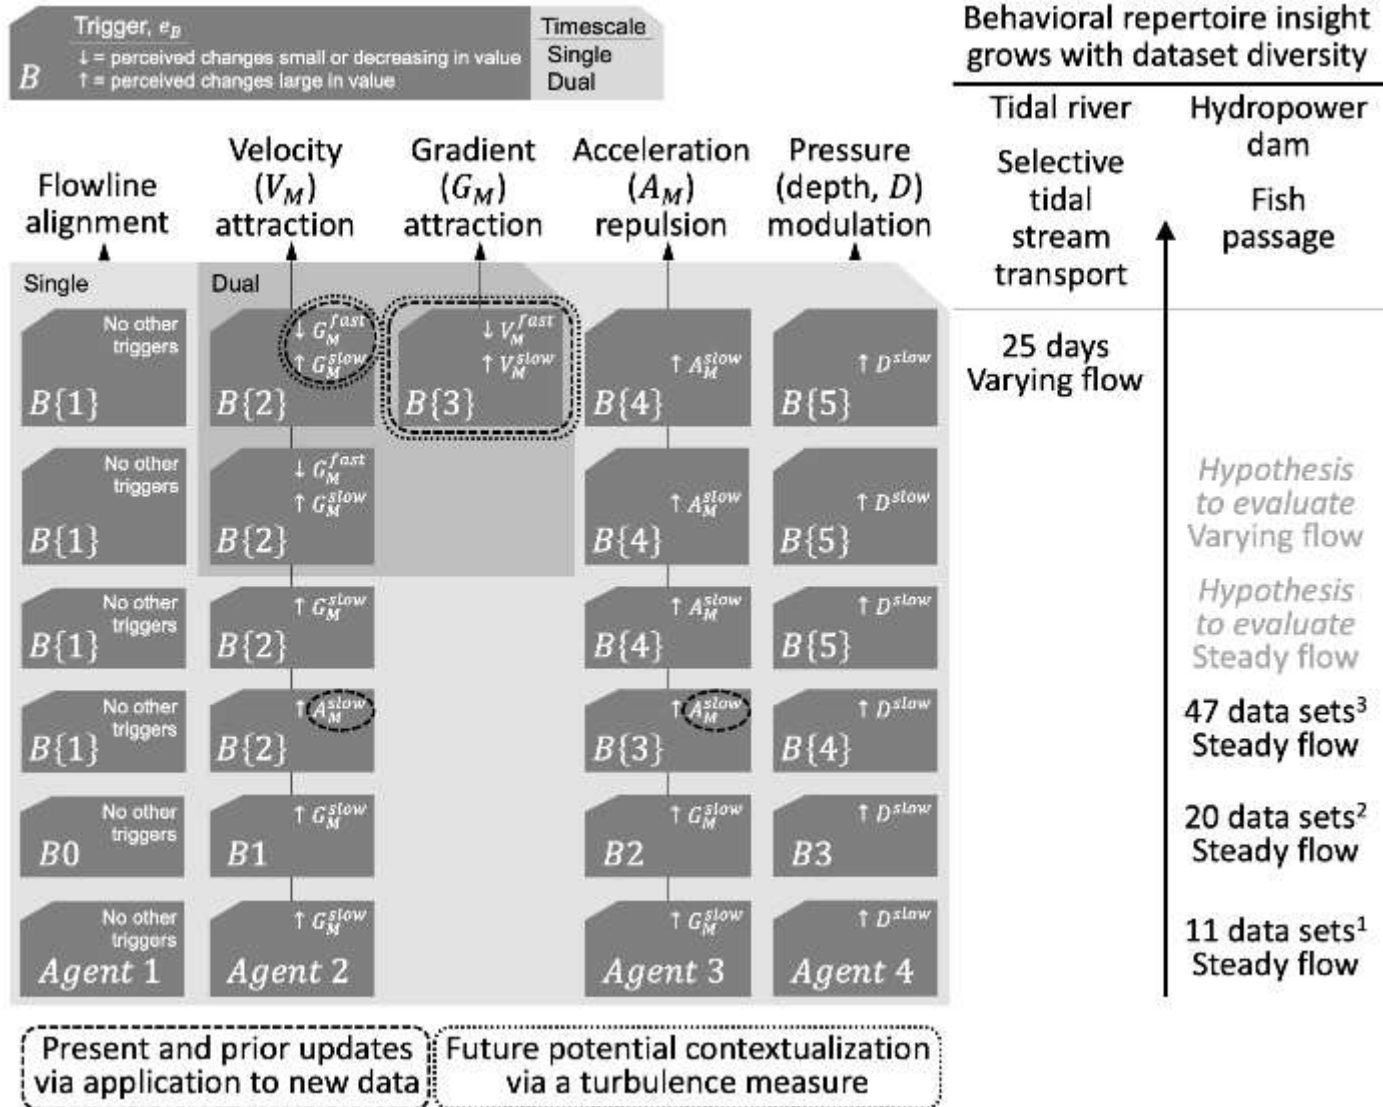 Trigger, e_B
↓ = perceived changes small or decreasing in value
↑ = perceived changes large in value
B
Timescale
Single
Dual
Behavioral repertoire insight
grows with dataset diversity
Tidal river
Selective
tidal
stream
transport
Hydropower
dam
Fish
passage
Flowline
alignment
Velocity
(V_M)
attraction
Gradient
(G_M)
attraction
Acceleration
(A_M)
repulsion
Pressure
(depth, D)
modulation
Single
Dual
No other
triggers
B{1}
↓ G_M^fast
↑ G_M^slow
B{2}
↓ V_M^fast
↑ V_M^slow
B{3}
↑ A_M^slow
B{4}
↑ D^slow
B{5}
25 days
Varying flow
No other
triggers
B{1}
↓ G_M^fast
↑ G_M^slow
B{2}
↑ A_M^slow
B{4}
↑ D^slow
B{5}
Hypothesis
to evaluate
Varying flow
No other
triggers
B{1}
↑ G_M^slow
B{2}
↑ A_M^slow
B{4}
↑ D^slow
B{5}
Hypothesis
to evaluate
Steady flow
No other
triggers
B{1}
↑ A_M^slow
B{2}
↑ A_M^slow
B{3}
↑ D^slow
B{4}
47 data sets³
Steady flow
No other
triggers
B0
↑ G_M^slow
B1
↑ G_M^slow
B2
↑ D^slow
B3
20 data sets²
Steady flow
No other
triggers
Agent 1
↑ G_M^slow
Agent 2
↑ G_M^slow
Agent 3
↑ D^slow
Agent 4
11 data sets¹
Steady flow
Present and prior updates
via application to new data
Future potential contextualization
via a turbulence measure